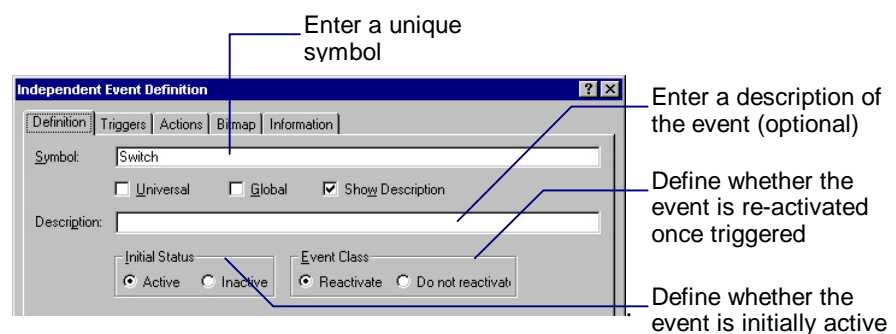 Enter a unique
symbol
Independent Event Definition
Definition Triggers Actions Bitmap Information
Symbol: Switch
Universal Global Show Description
Description:
Initial Status Event Class
Active Inactive Reactivate Do not reactivate
Enter a description of
the event (optional)
Define whether the
event is re-activated
once triggered
Define whether the
event is initially active